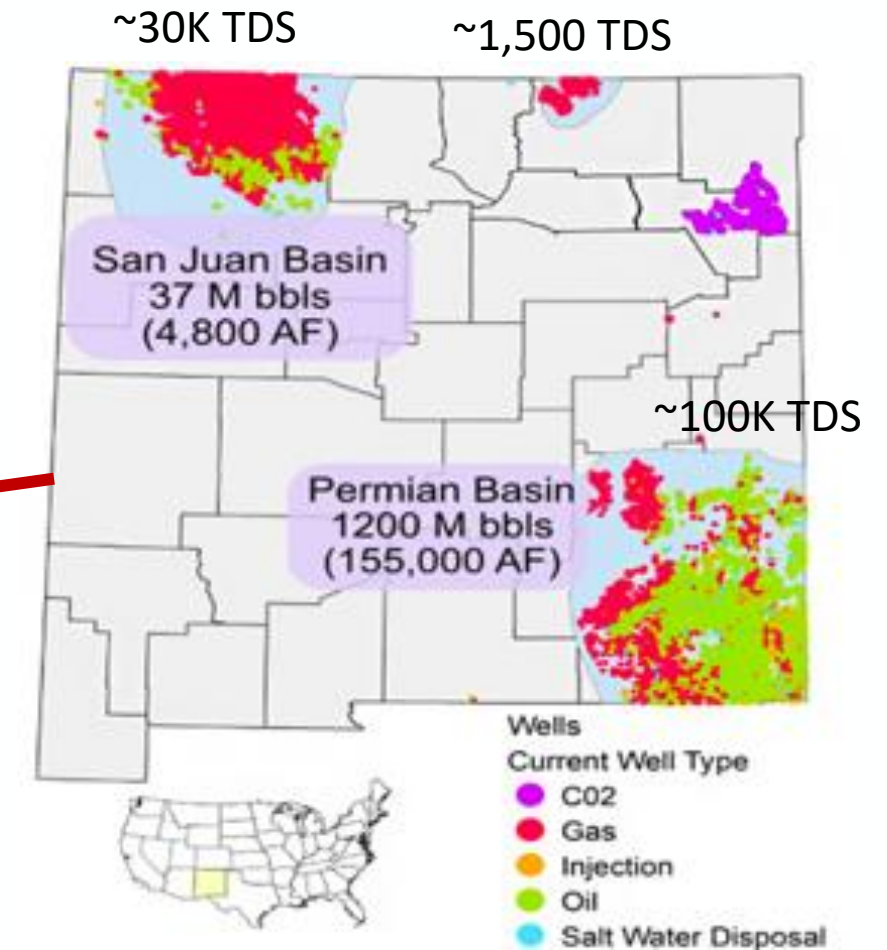 ~30K TDS
~1,500 TDS
San Juan Basin
37 M bbls
(4,800 AF)
~100K TDS
Permian Basin
1200 M bbls
(155,000 AF)
Wells
Current Well Type
C02
Gas
Injection
Oil
Salt Water Disposal